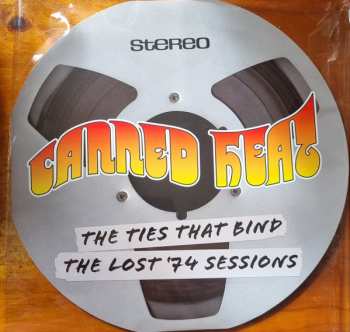 STEREO
CANNED HEAT
THE TIES THAT BIND
THE LOST '74 SESSIONS